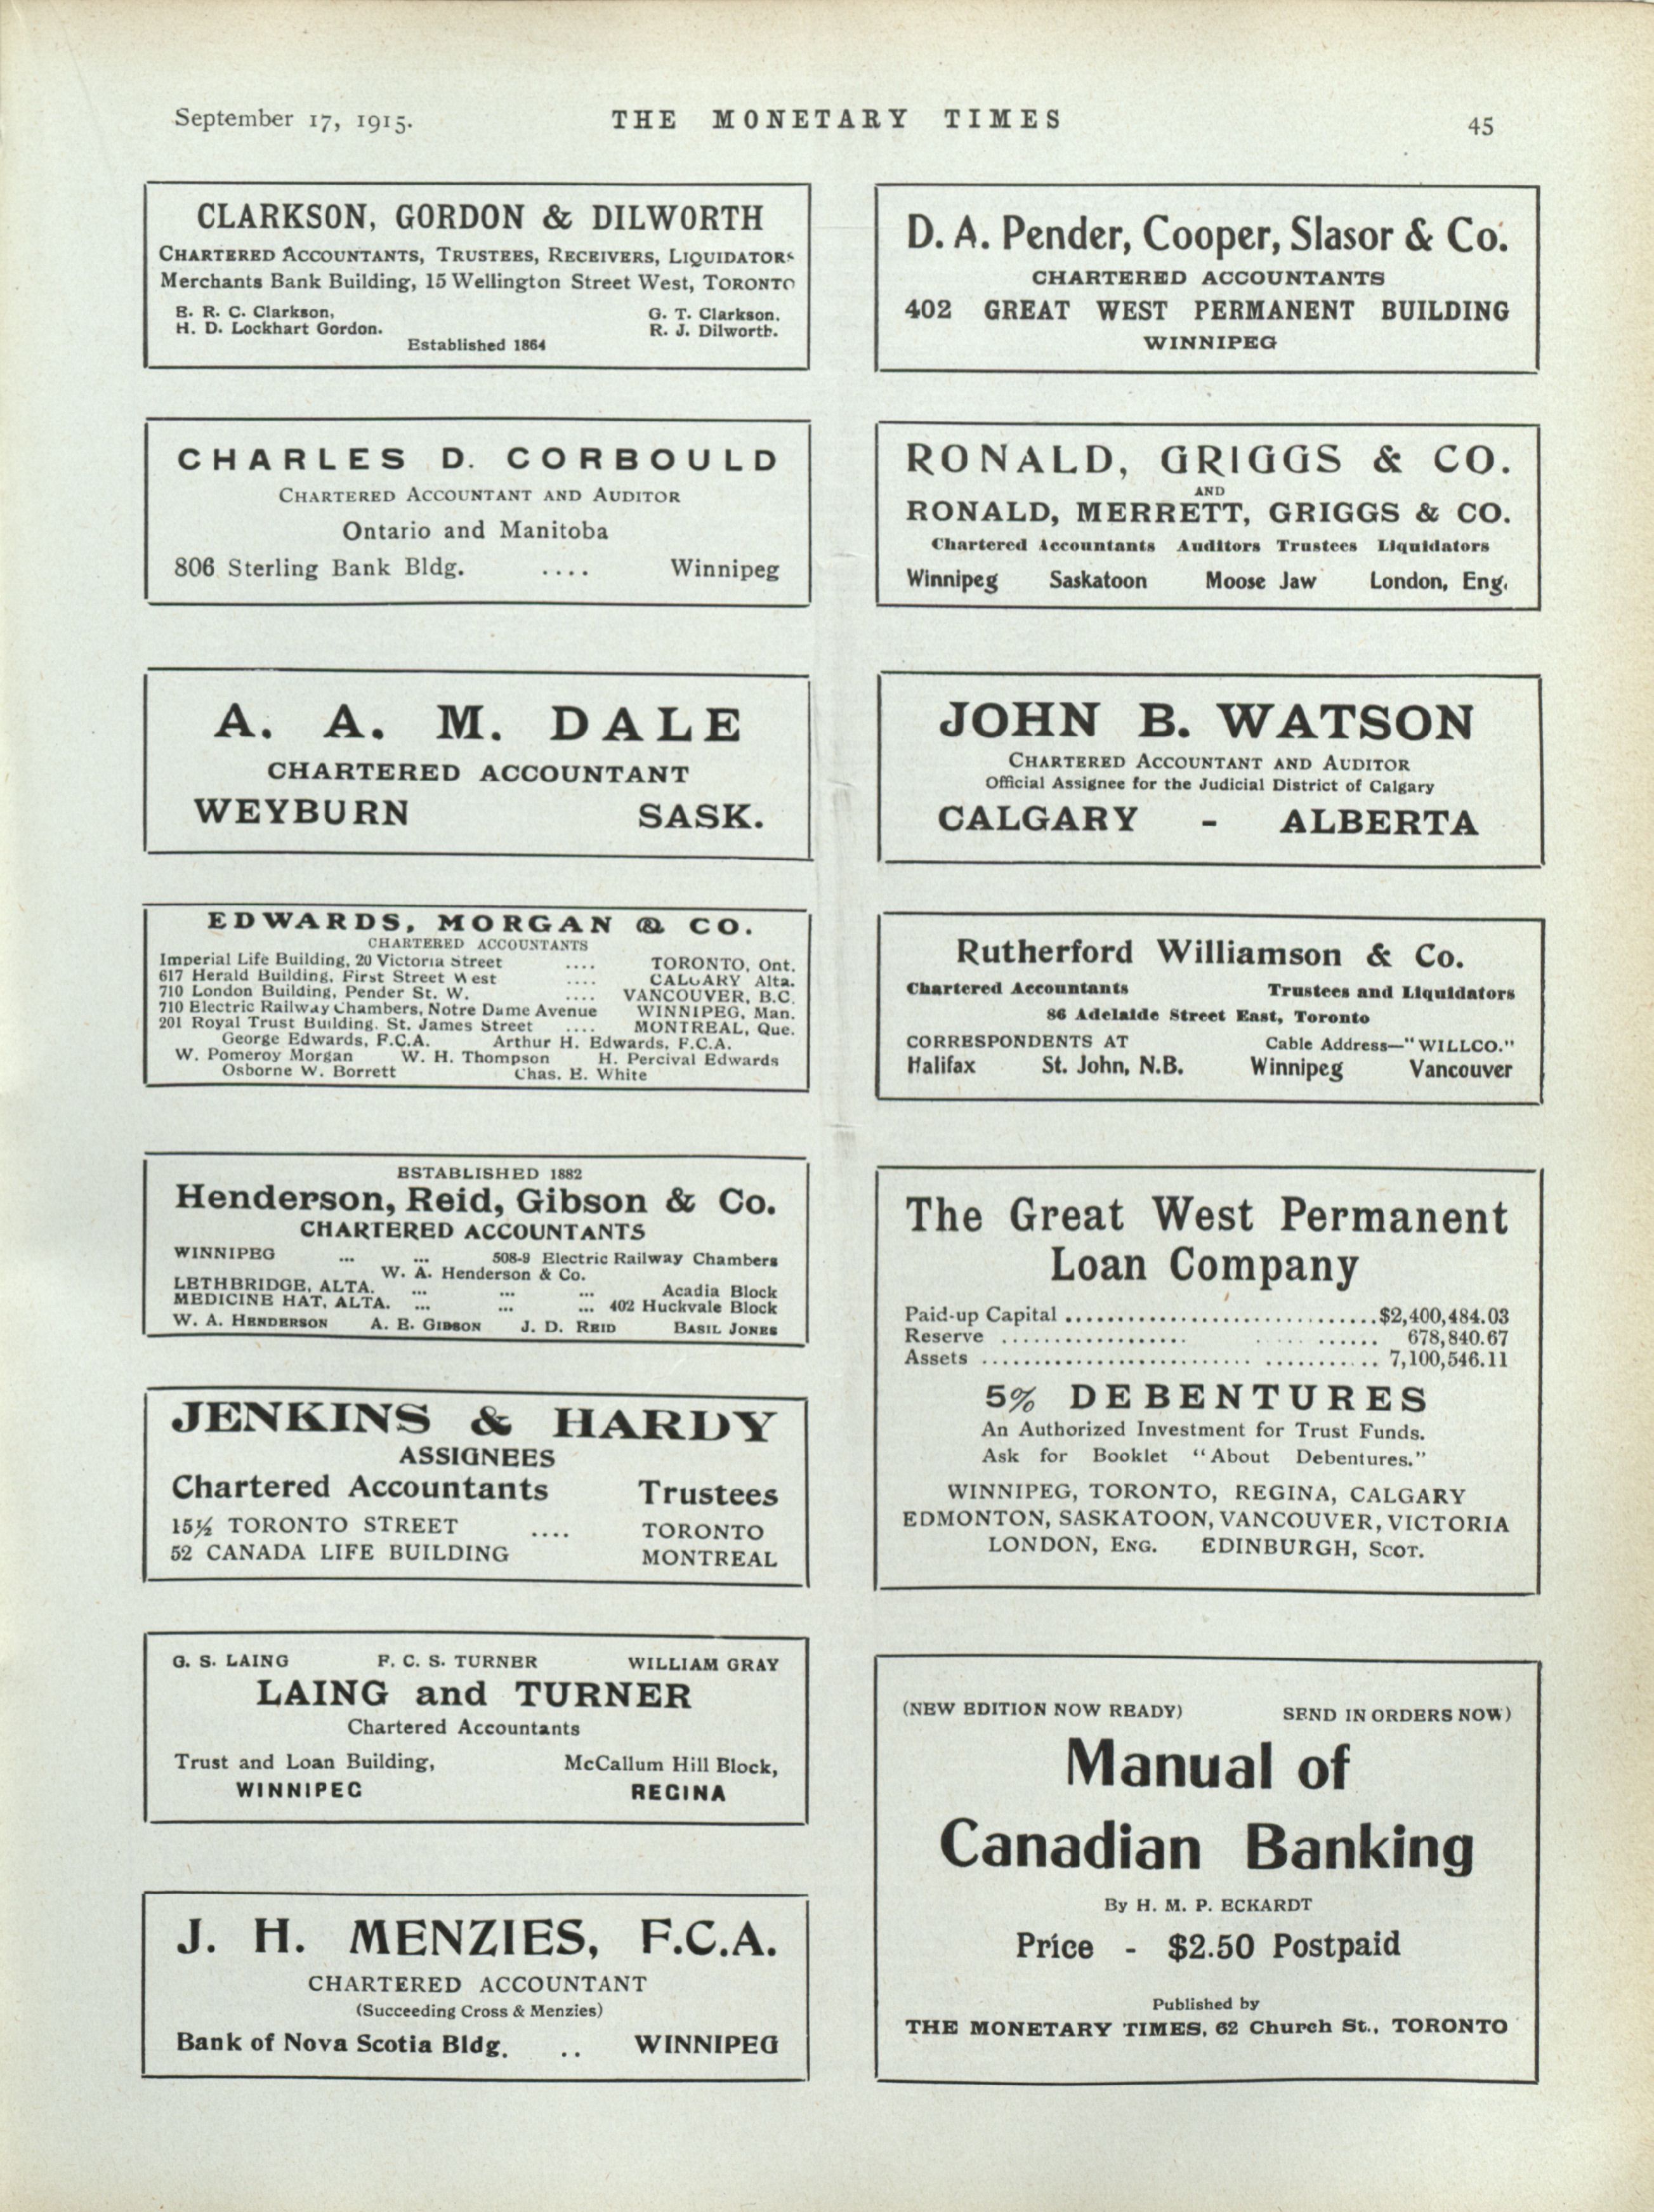 September 17, 1915. THE MONETARY TIMES 45
CLARKSON, GORDON & DILWORTH
CHARTERED ACCOUNTANTS, TRUSTEES, RECEIVERS, LIQUIDATORS
Merchants Bank Building, 15 Wellington Street West, TORONTO
E. R. C. Clarkson, G. T. Clarkson.
H. D. Lockhart Gordon. R. J. Dilworth.
Established 1864
CHARLES D. CORBOULD
CHARTERED ACCOUNTANT AND AUDITOR
Ontario and Manitoba
806 Sterling Bank Bldg. .... Winnipeg
A. A. M. DALE
CHARTERED ACCOUNTANT
WEYBURN SASK.
EDWARDS, MORGAN & CO.
CHARTERED ACCOUNTANTS
Imperial Life Building, 20 Victoria Street .... TORONTO, Ont.
617 Herald Building, First Street West .... CALGARY Alta.
710 London Building, Pender St. W. .... VANCOUVER, B.C.
710 Electric Railway Chambers, Notre Dame Avenue WINNIPEG, Man.
201 Royal Trust Building, St. James Street .... MONTREAL, Que.
George Edwards, F.C.A. Arthur H. Edwards, F.C.A.
W. Pomeroy Morgan W. H. Thompson H. Percival Edwards
Osborne W. Borrett Chas. E. White
ESTABLISHED 1882
Henderson, Reid, Gibson & Co.
CHARTERED ACCOUNTANTS
WINNIPEG ... ... 508-9 Electric Railway Chambers
W. A. Henderson & Co.
LETHBRIDGE, ALTA. ... ... ... Acadia Block
MEDICINE HAT, ALTA. ... ... ... 402 Huckvale Block
W. A. HENDERSON A. E. GIBSON J. D. REID BASIL JONES
JENKINS & HARDY
ASSIGNEES
Chartered Accountants Trustees
15½ TORONTO STREET .... TORONTO
52 CANADA LIFE BUILDING MONTREAL
G. S. LAING F. C. S. TURNER WILLIAM GRAY
LAING and TURNER
Chartered Accountants
Trust and Loan Building, McCallum Hill Block,
WINNIPEG REGINA
J. H. MENZIES, F.C.A.
CHARTERED ACCOUNTANT
(Succeeding Cross & Menzies)
Bank of Nova Scotia Bldg. .. WINNIPEG
D. A. Pender, Cooper, Slasor & Co.
CHARTERED ACCOUNTANTS
402 GREAT WEST PERMANENT BUILDING
WINNIPEG
RONALD, GRIGGS & CO.
AND
RONALD, MERRETT, GRIGGS & CO.
Chartered Accountants Auditors Trustees Liquidators
Winnipeg Saskatoon Moose Jaw London, Eng.
JOHN B. WATSON
CHARTERED ACCOUNTANT AND AUDITOR
Official Assignee for the Judicial District of Calgary
CALGARY - ALBERTA
Rutherford Williamson & Co.
Chartered Accountants Trustees and Liquidators
86 Adelaide Street East, Toronto
CORRESPONDENTS AT Cable Address—"WILLCO."
Halifax St. John, N.B. Winnipeg Vancouver
The Great West Permanent
Loan Company
Paid-up Capital ..............................$2,400,484.03
Reserve .................. ...... ...... 678,840.67
Assets .......................... ........... 7,100,546.11
5% DEBENTURES
An Authorized Investment for Trust Funds.
Ask for Booklet "About Debentures."
WINNIPEG, TORONTO, REGINA, CALGARY
EDMONTON, SASKATOON, VANCOUVER, VICTORIA
LONDON, ENG. EDINBURGH, SCOT.
(NEW EDITION NOW READY) SEND IN ORDERS NOW)
Manual of
Canadian Banking
By H. M. P. ECKARDT
Price - $2.50 Postpaid
Published by
THE MONETARY TIMES, 62 Church St., TORONTO